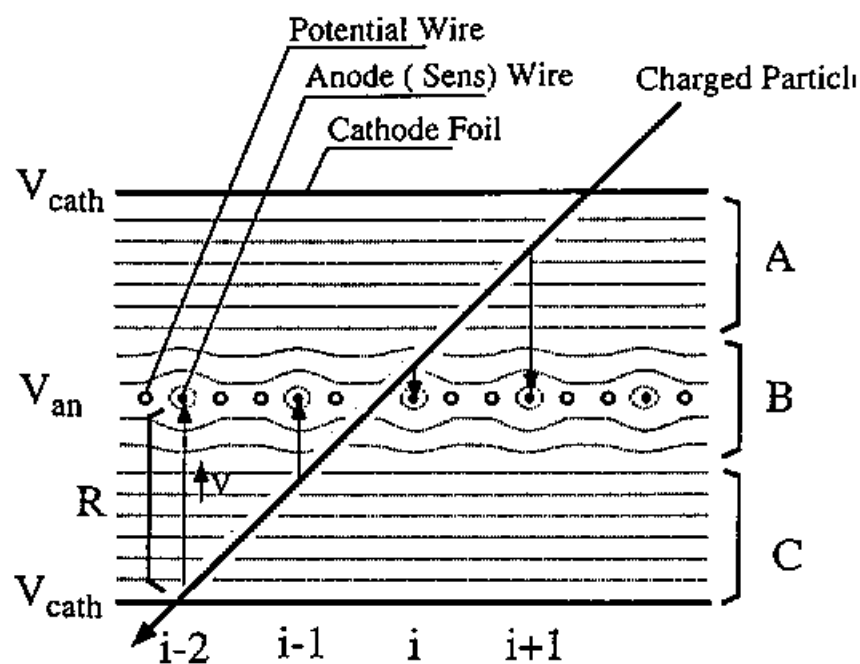 Potential Wire
Anode ( Sens) Wire
Charged Particl
Cathode Foil
V_cath
A
V_an
B
R
v
C
V_cath
i-2 i-1 i i+1